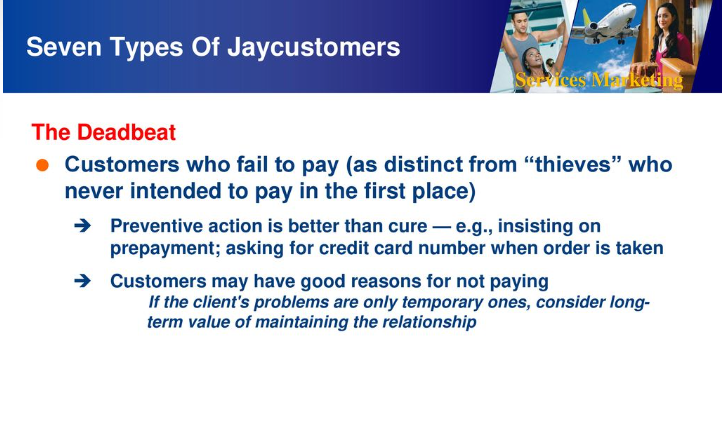 Seven Types Of Jaycustomers
Services Marketing
The Deadbeat
Customers who fail to pay (as distinct from “thieves” who
never intended to pay in the first place)
➔ Preventive action is better than cure — e.g., insisting on
prepayment; asking for credit card number when order is taken
➔ Customers may have good reasons for not paying
If the client's problems are only temporary ones, consider long-
term value of maintaining the relationship